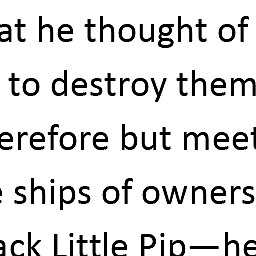 at he thought of
to destroy them
erefore but meet
ships of owners
ack Little Pip—he